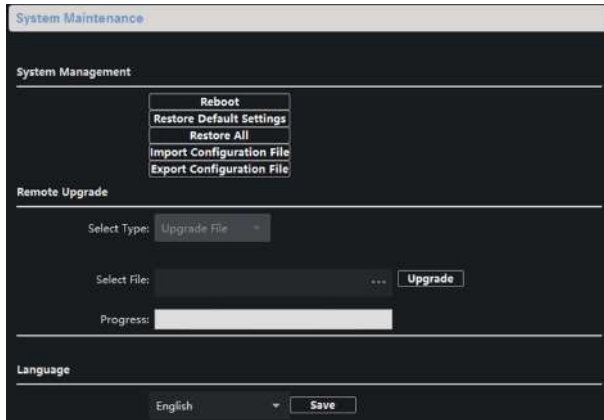 System Maintenance
System Management
Reboot
Restore Default Settings
Restore All
Import Configuration File
Export Configuration File
Remote Upgrade
Select Type: Upgrade File
Select File: ... Upgrade
Progress:
Language
English Save